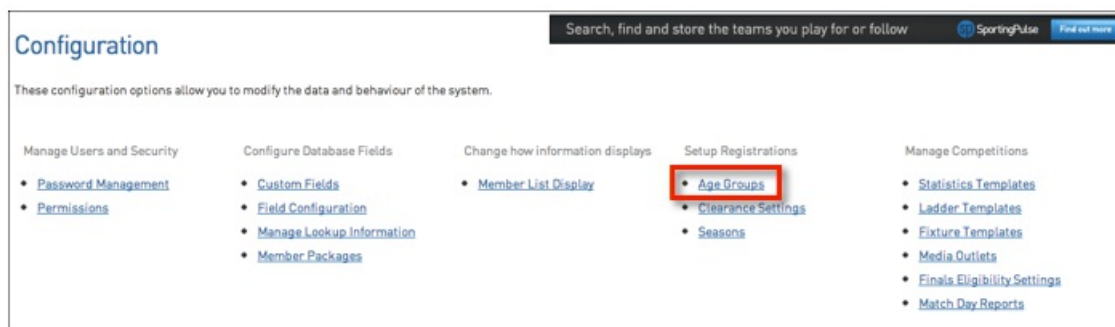 Search, find and store the teams you play for or follow
SportingPulse
Find out more
Configuration
These configuration options allow you to modify the data and behaviour of the system.
Manage Users and Security
Password Management
Permissions
Configure Database Fields
Custom Fields
Field Configuration
Manage Lookup Information
Member Packages
Change how information displays
Member List Display
Setup Registrations
Age Groups
Clearance Settings
Seasons
Manage Competitions
Statistics Templates
Ladder Templates
Fixture Templates
Media Outlets
Finals Eligibility Settings
Match Day Reports